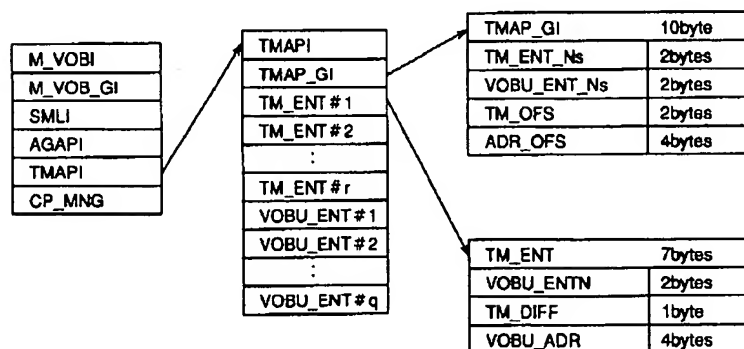 M_VOBI
M_VOB_GI
SMLI
AGAPI
TMAPI
CP_MNG
TMAPI
TMAP_GI
TM_ENT#1
TM_ENT#2
:
TM_ENT#r
VOBU_ENT#1
VOBU_ENT#2
:
VOBU_ENT#q
TMAP_GI 10byte
TM_ENT_Ns 2bytes
VOBU_ENT_Ns 2bytes
TM_OFS 2bytes
ADR_OFS 4bytes
TM_ENT 7bytes
VOBU_ENTN 2bytes
TM_DIFF 1byte
VOBU_ADR 4bytes